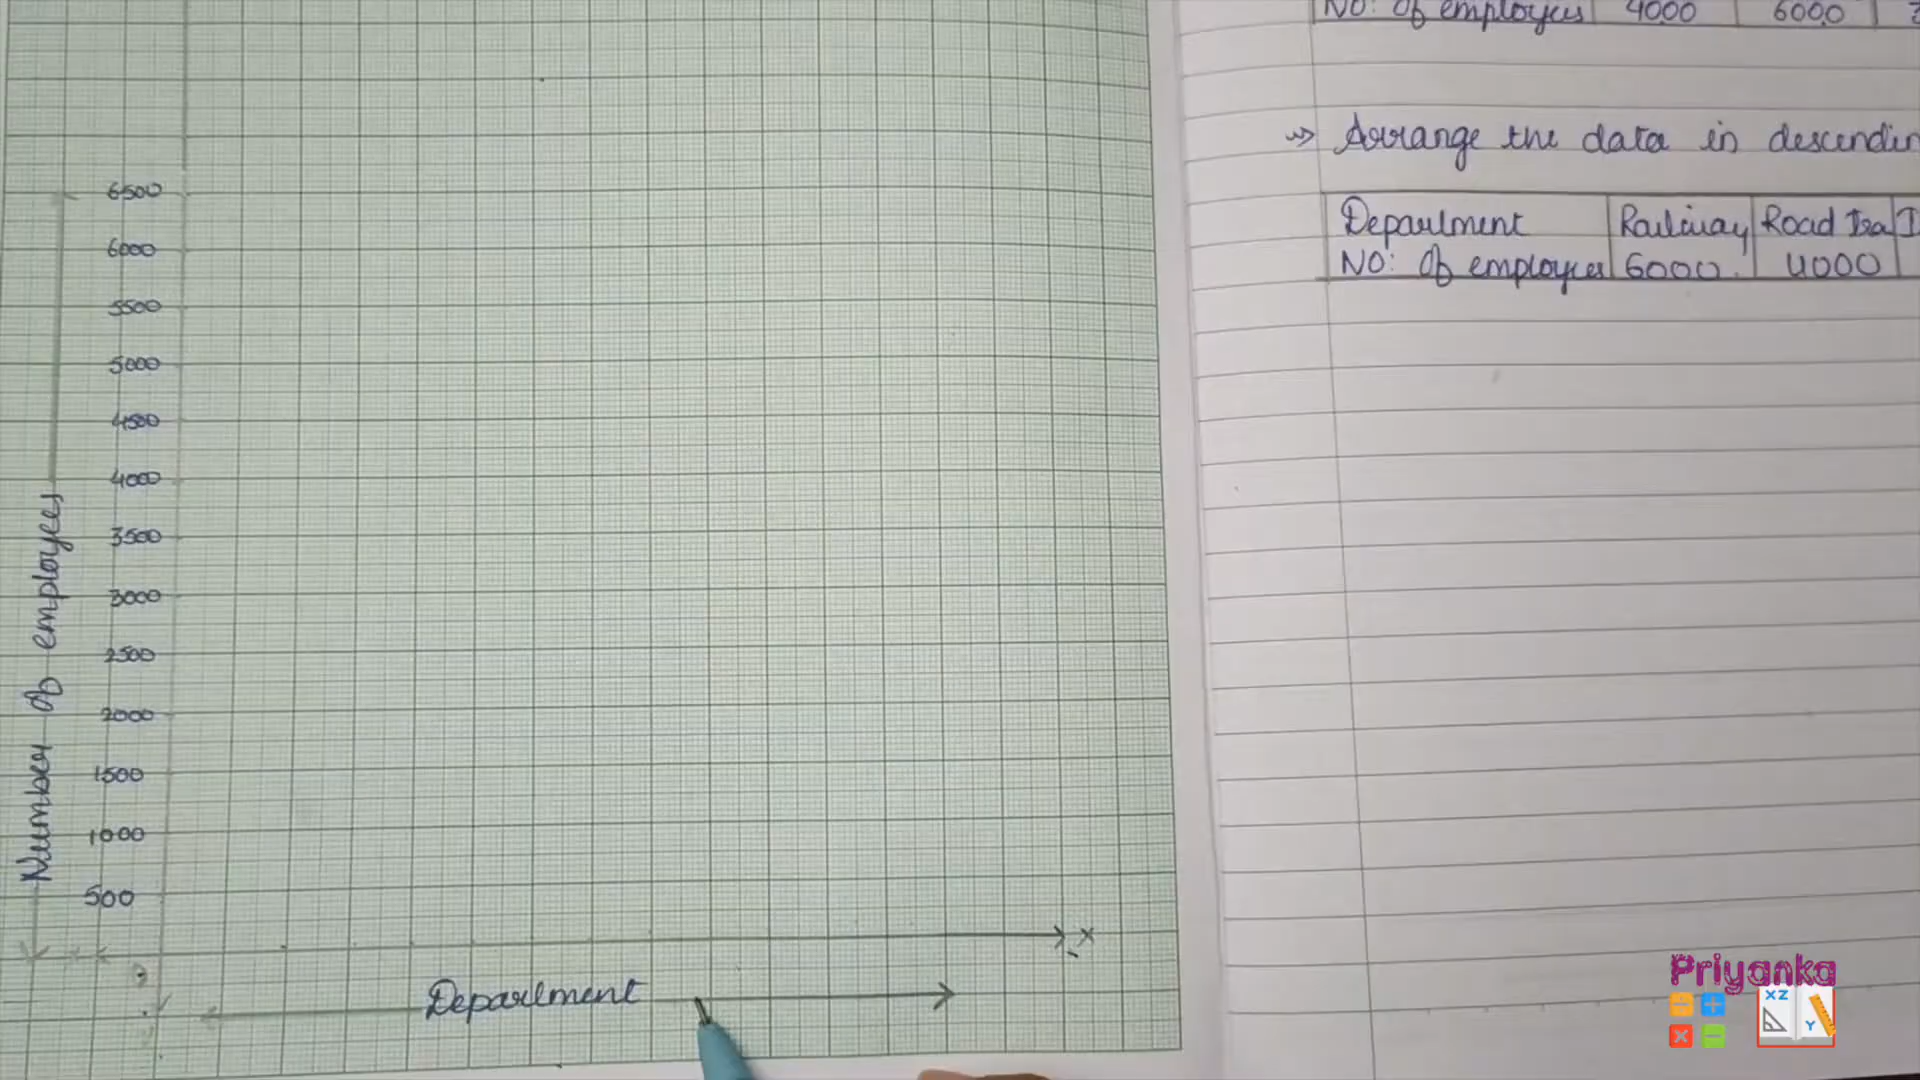 6500
6000
5500
5000
4500
4000
3500
3000
2500
2000
1500
1000
500
Number of employees
X
Department
NO: of employees 4000 6000
⇒ Arrange the data in descendin
Department Railway Road Tra
NO: of employees 6000 4000
Priyanka
XZ
Y